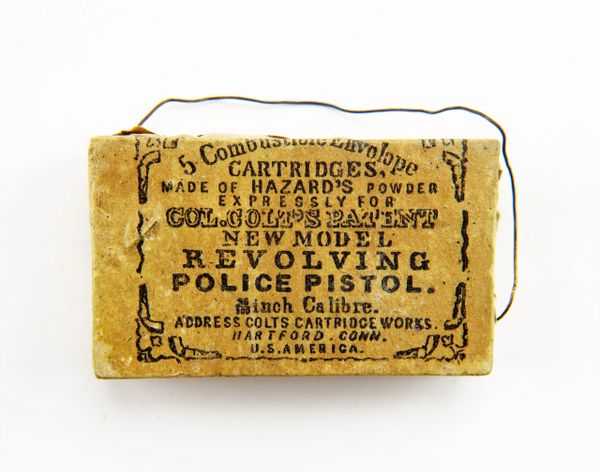 5 Combustible Envelope
CARTRIDGES,
MADE OF HAZARD'S POWDER
EXPRESSLY FOR
COL. COLT'S PATENT
NEW MODEL
REVOLVING
POLICE PISTOL.
inch Calibre.
ADDRESS COLTS CARTRIDGE WORKS.
HARTFORD. CONN.
U.S. AMERICA.